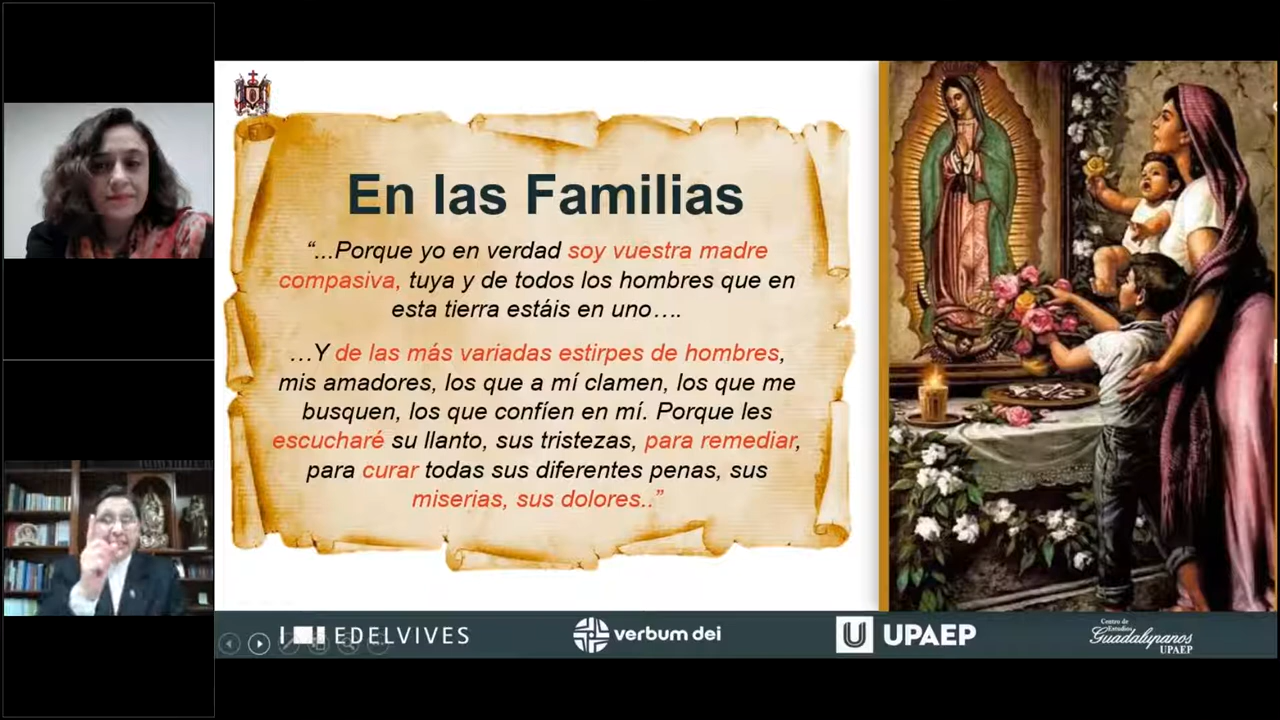 En las Familias
“...Porque yo en verdad soy vuestra madre
compasiva, tuya y de todos los hombres que en
esta tierra estáis en uno….
…Y de las más variadas estirpes de hombres,
mis amadores, los que a mí clamen, los que me
busquen, los que confíen en mí. Porque les
escucharé su llanto, sus tristezas, para remediar,
para curar todas sus diferentes penas, sus
miserias, sus dolores..”
EDELVIVES
verbum dei
UPAEP
Centro de
Estudios
Guadalupanos
UPAEP